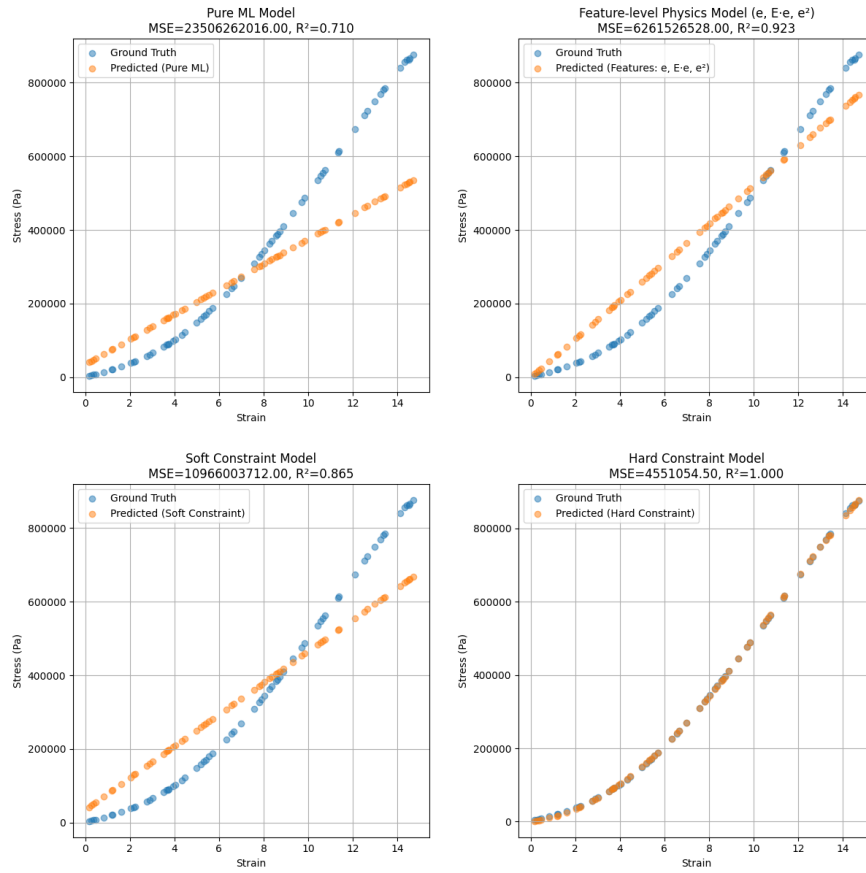 Pure ML Model
MSE=23506262016.00, R²=0.710
Ground Truth
Predicted (Pure ML)
Stress (Pa)
800000
600000
400000
200000
0
0 2 4 6 8 10 12 14
Strain
Feature-level Physics Model (e, E·e, e²)
MSE=6261526528.00, R²=0.923
Ground Truth
Predicted (Features: e, E·e, e²)
Stress (Pa)
800000
600000
400000
200000
0
0 2 4 6 8 10 12 14
Strain
Soft Constraint Model
MSE=10966003712.00, R²=0.865
Ground Truth
Predicted (Soft Constraint)
Stress (Pa)
800000
600000
400000
200000
0
0 2 4 6 8 10 12 14
Strain
Hard Constraint Model
MSE=4551054.50, R²=1.000
Ground Truth
Predicted (Hard Constraint)
Stress (Pa)
800000
600000
400000
200000
0
0 2 4 6 8 10 12 14
Strain